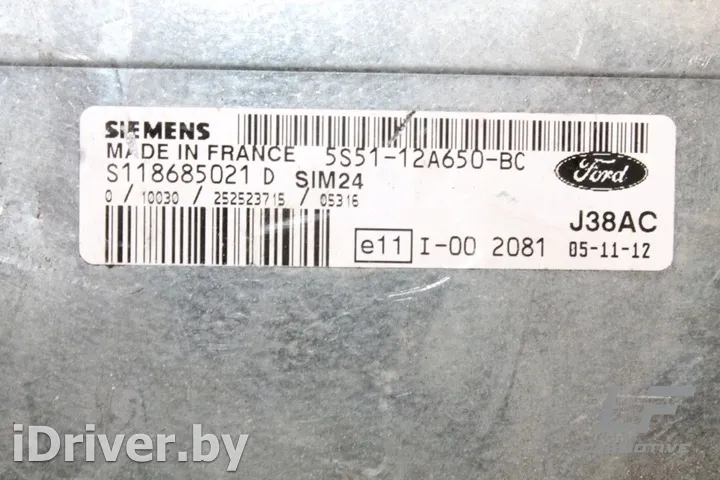 SIEMENS
MADE IN FRANCE 5S51-12A650-BC
S118685021 D SIM24
Ford
0 / 10030 / 252523715 / 05316
J38AC
e11 I-00 2081 05-11-12
LF
iDriver.by